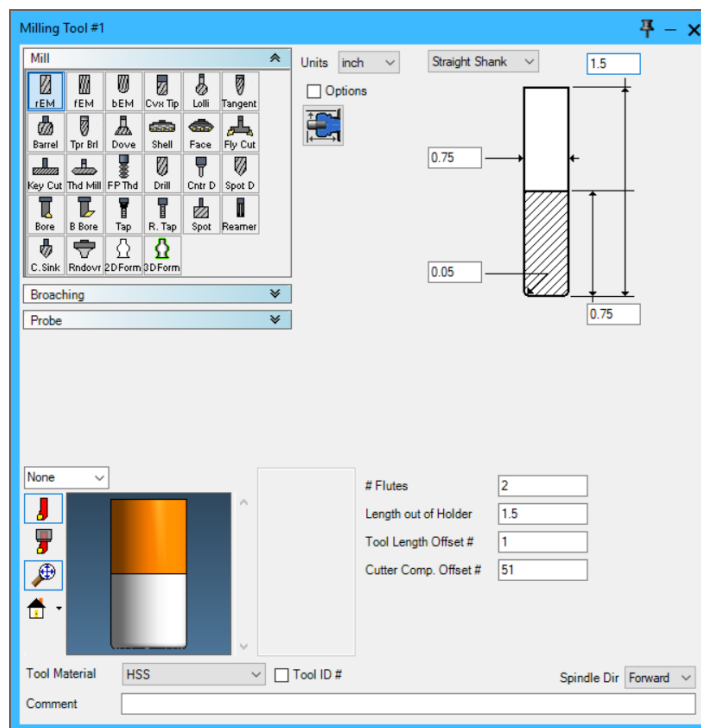 Milling Tool #1
Mill
rEM fEM bEM Cvx Tip Lolli Tangent
Barrel Tpr Brl Dove Shell Face Fly Cut
Key Cut Thd Mill FP Thd Drill Cntr D Spot D
Bore B Bore Tap R. Tap Spot Reamer
C. Sink Rndovr 2D Form 3D Form
Broaching
Probe
Units inch
Options
Straight Shank
1.5
0.75
0.05
0.75
None
# Flutes 2
Length out of Holder 1.5
Tool Length Offset # 1
Cutter Comp. Offset # 51
Tool Material HSS Tool ID # Spindle Dir Forward
Comment